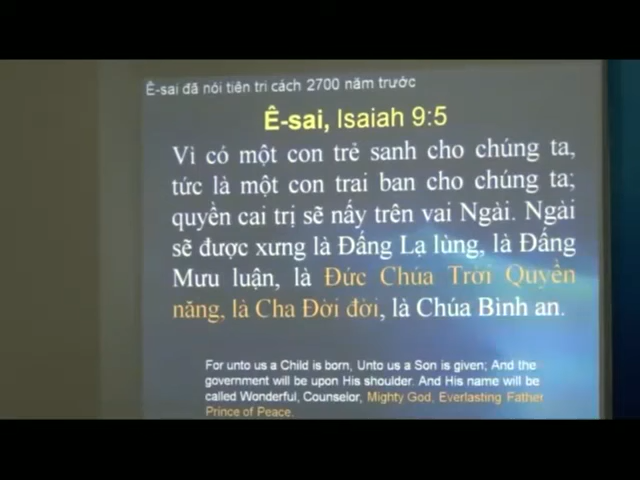 Ê-sai đã nói tiên tri cách 2700 năm trước
Ê-sai, Isaiah 9:5
Vì có một con trẻ sanh cho chúng ta,
tức là một con trai ban cho chúng ta;
quyền cai trị sẽ nấy trên vai Ngài. Ngài
sẽ được xưng là Đấng Lạ lùng, là Đấng
Mưu luận, là Đức Chúa Trời Quyền
năng, là Cha Đời đời, là Chúa Bình an.
For unto us a Child is born, Unto us a Son is given; And the
government will be upon His shoulder. And His name will be
called Wonderful, Counselor, Mighty God, Everlasting Father
Prince of Peace.